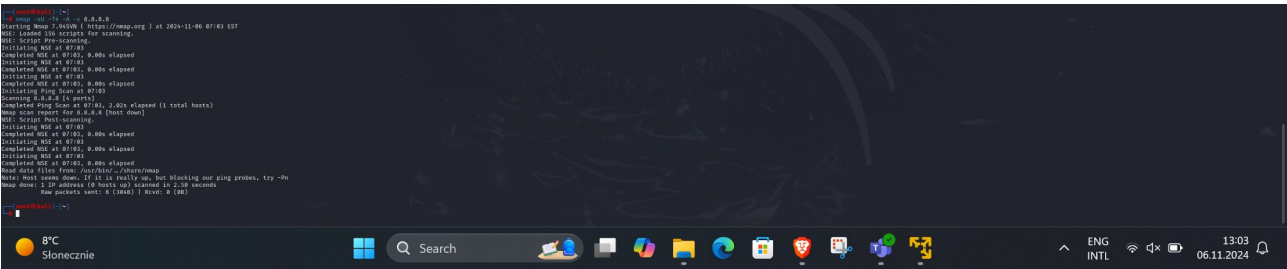 ┌──(root㉿kali)-[~]
└─# nmap -sU -T4 -A -v 8.8.8.8
Starting Nmap 7.94SVN ( https://nmap.org ) at 2024-11-06 07:03 EST
NSE: Loaded 156 scripts for scanning.
NSE: Script Pre-scanning.
Initiating NSE at 07:03
Completed NSE at 07:03, 0.00s elapsed
Initiating NSE at 07:03
Completed NSE at 07:03, 0.00s elapsed
Initiating NSE at 07:03
Completed NSE at 07:03, 0.00s elapsed
Initiating Ping Scan at 07:03
Scanning 8.8.8.8 [4 ports]
Completed Ping Scan at 07:03, 2.02s elapsed (1 total hosts)
Nmap scan report for 8.8.8.8 [host down]
NSE: Script Post-scanning.
Initiating NSE at 07:03
Completed NSE at 07:03, 0.00s elapsed
Initiating NSE at 07:03
Completed NSE at 07:03, 0.00s elapsed
Initiating NSE at 07:03
Completed NSE at 07:03, 0.00s elapsed
Read data files from: /usr/bin/../share/nmap
Note: Host seems down. If it is really up, but blocking our ping probes, try -Pn
Nmap done: 1 IP address (0 hosts up) scanned in 2.50 seconds
Raw packets sent: 8 (304B) | Rcvd: 0 (0B)
┌──(root㉿kali)-[~]
└─#
8°C
Słonecznie
Search
ENG
INTL
13:03
06.11.2024